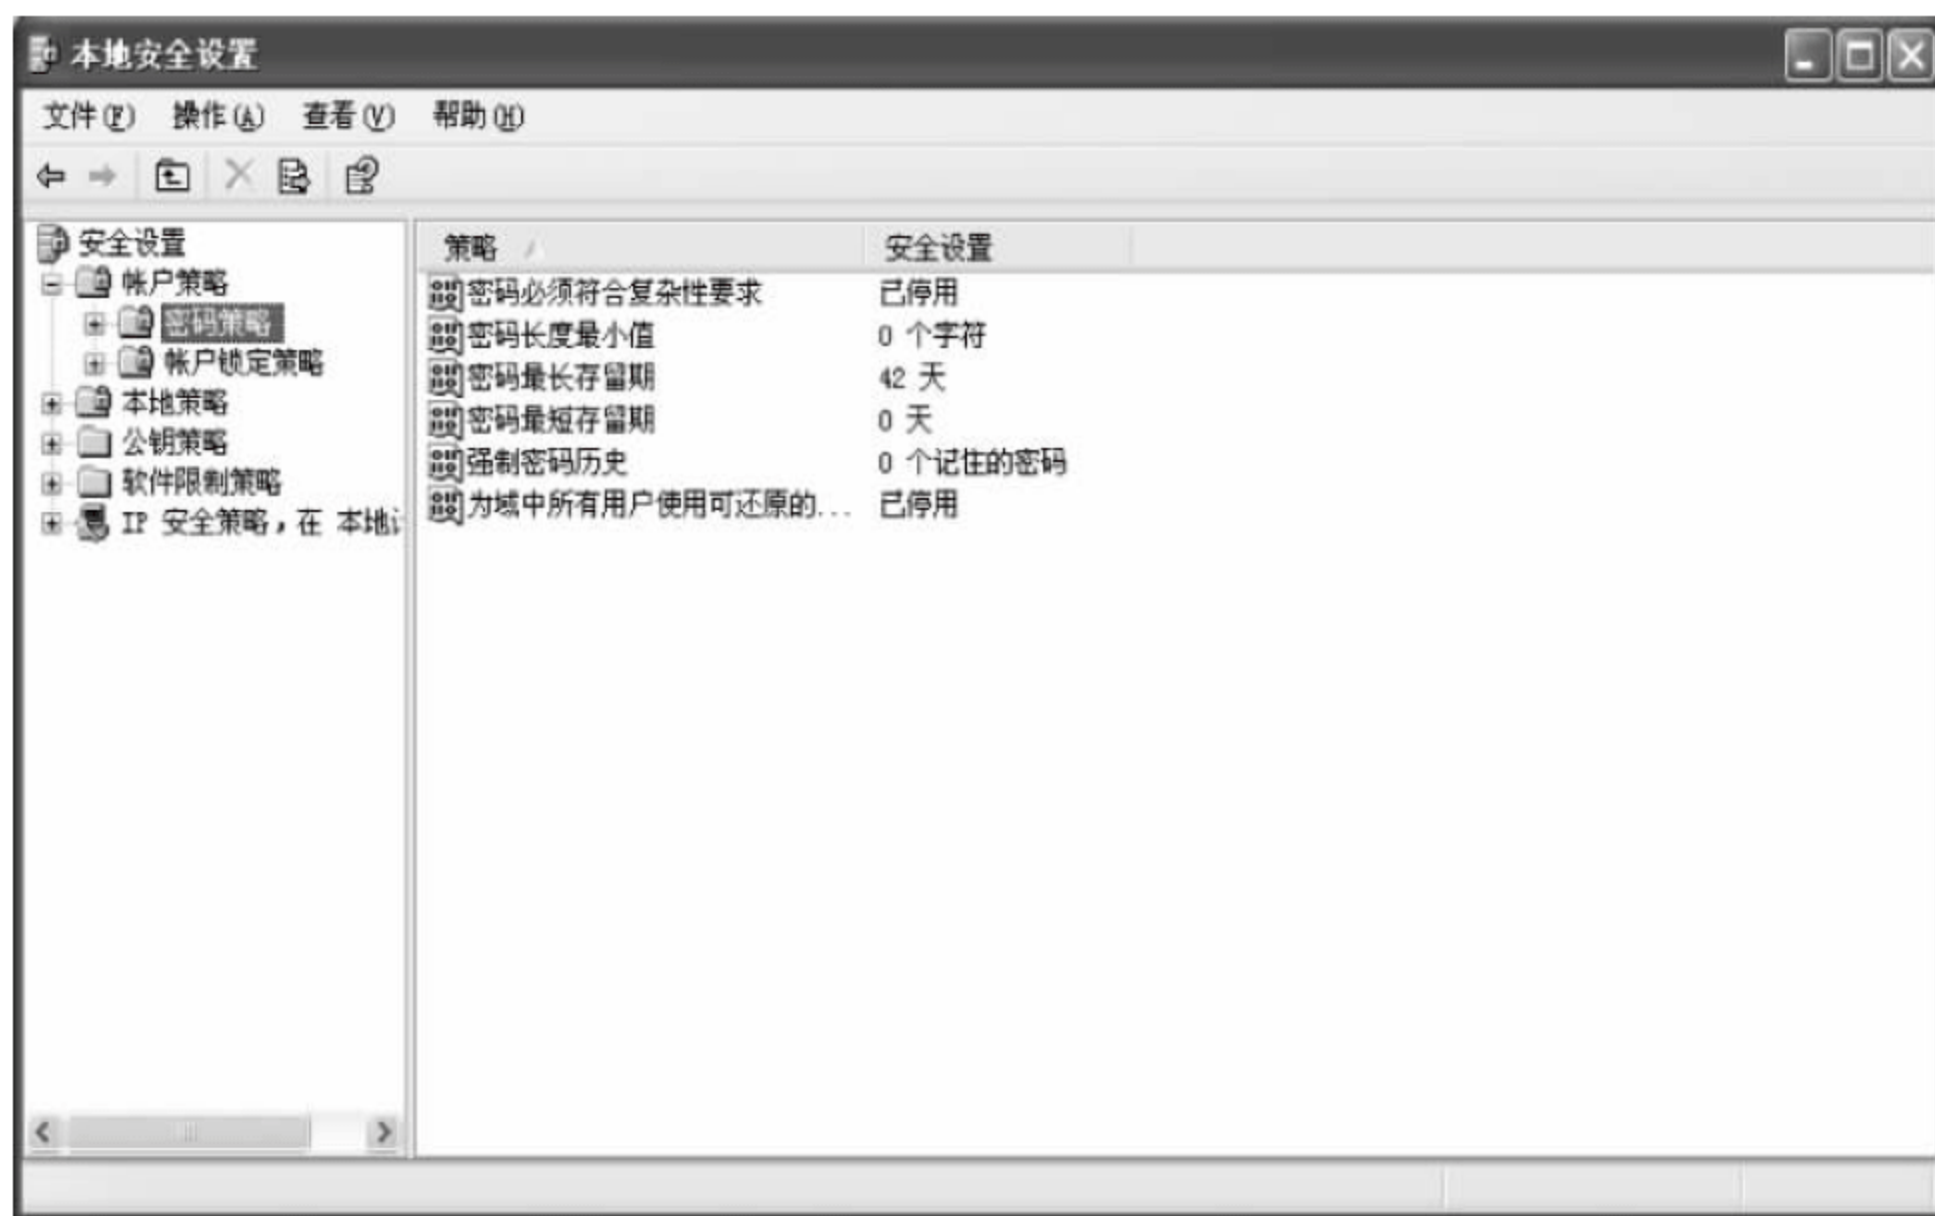 本地安全设置
文件(F) 操作(A) 查看(V) 帮助(H)
安全设置
帐户策略
密码策略
帐户锁定策略
本地策略
公钥策略
软件限制策略
IP 安全策略，在 本地
策略 安全设置
密码必须符合复杂性要求 已停用
密码长度最小值 0 个字符
密码最长存留期 42 天
密码最短存留期 0 天
强制密码历史 0 个记住的密码
为域中所有用户使用可还原的... 已停用